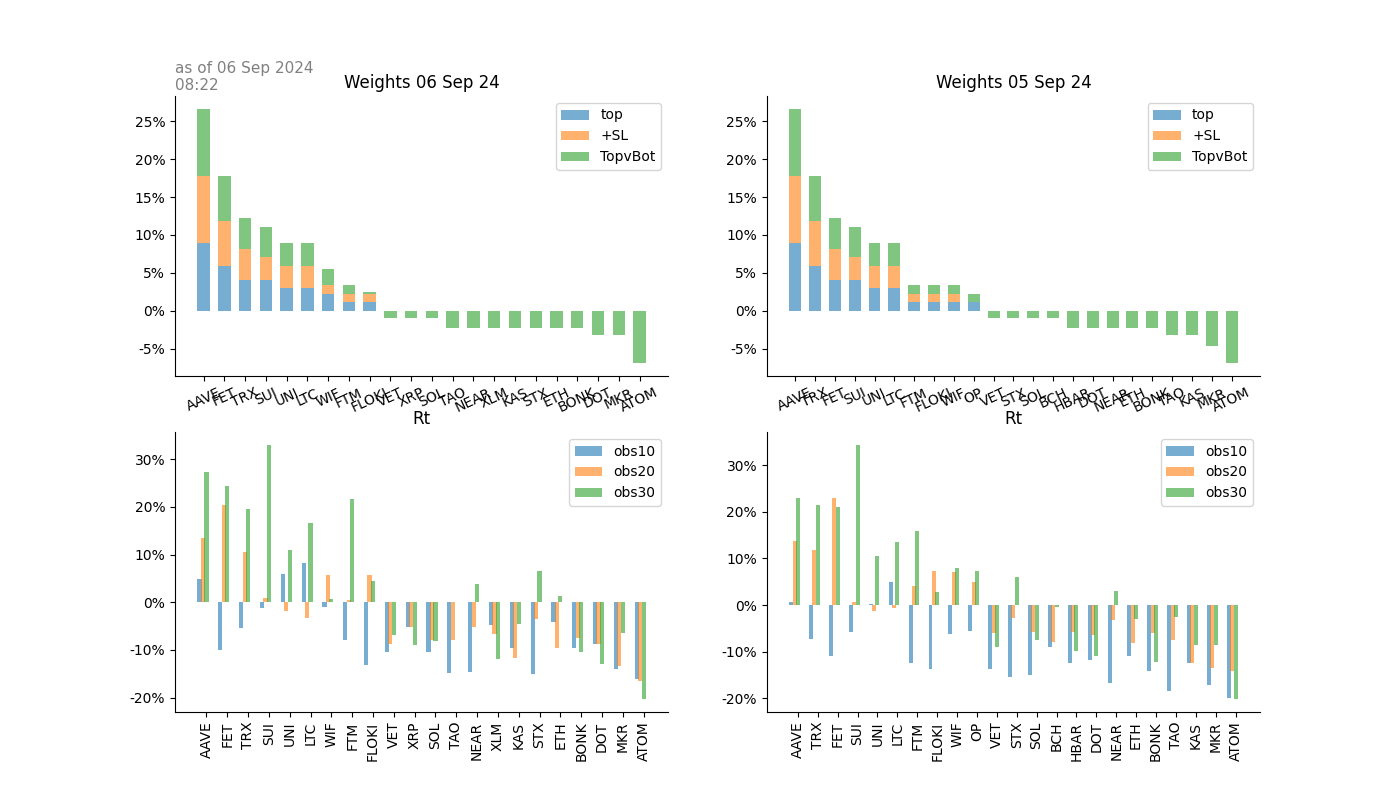 as of 06 Sep 2024
08:22
Weights 06 Sep 24
25%
20%
15%
10%
5%
0%
-5%
top
+SL
TopvBot
AAVE FET TRX SUI UNI LTC WIF FTM FLOKI VET XRP SOL TAO NEAR XLM KAS STX ETH BONK DOT MKR ATOM
Weights 05 Sep 24
25%
20%
15%
10%
5%
0%
-5%
top
+SL
TopvBot
AAVE TRX FET SUI UNI LTC FTM FLOKI WIF OP VET STX SOL BCH HBAR DOT NEAR ETH BONK TAO KAS MKR ATOM
Rt
30%
20%
10%
0%
-10%
-20%
obs10
obs20
obs30
AAVE FET TRX SUI UNI LTC WIF FTM FLOKI VET XRP SOL TAO NEAR XLM KAS STX ETH BONK DOT MKR ATOM
Rt
30%
20%
10%
0%
-10%
-20%
obs10
obs20
obs30
AAVE TRX FET SUI UNI LTC FTM FLOKI WIF OP VET STX SOL BCH HBAR DOT NEAR ETH BONK TAO KAS MKR ATOM